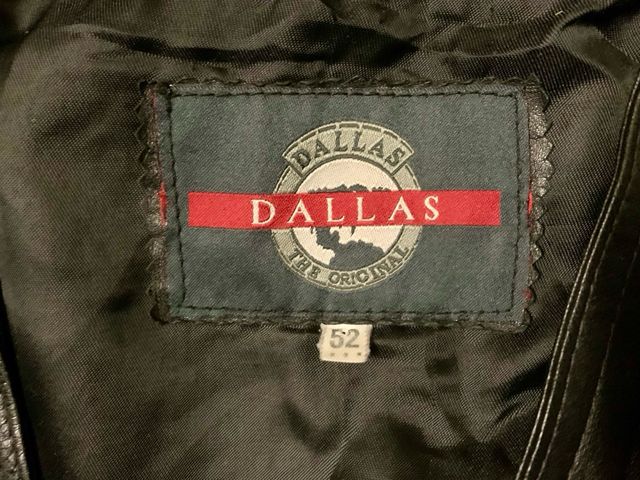 DALLAS
DALLAS
THE ORIGINAL
52